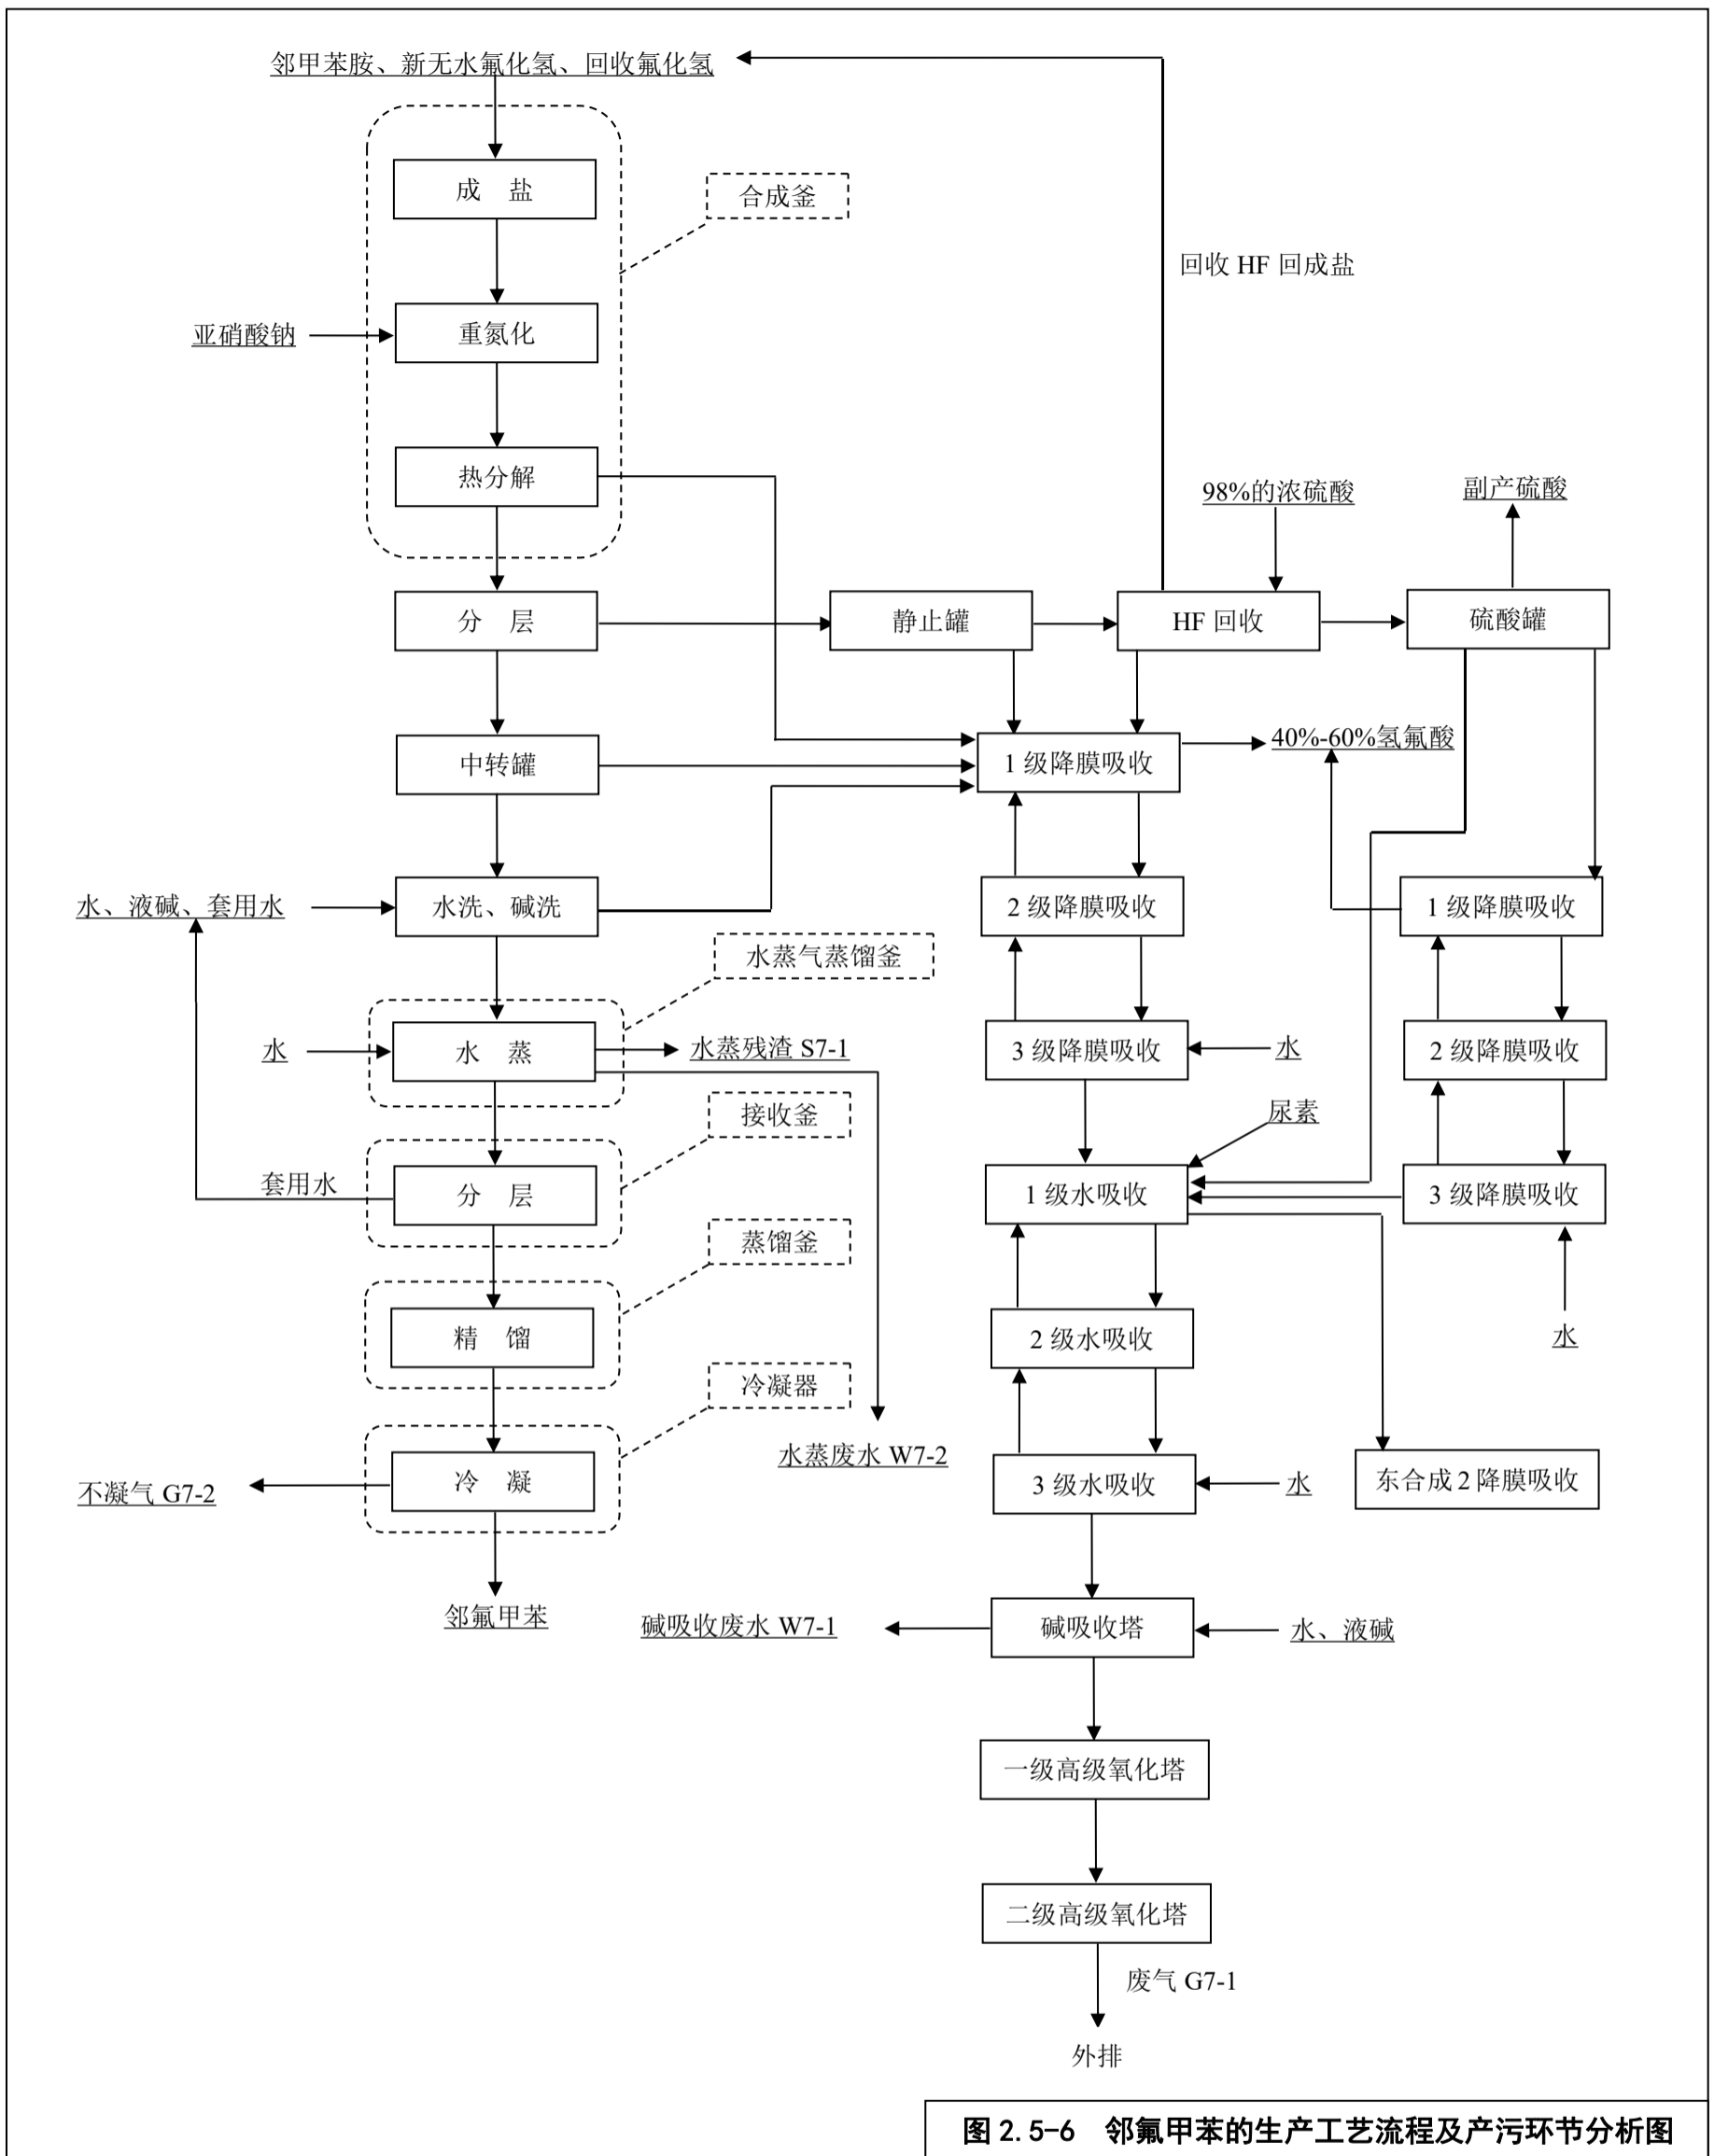 邻甲苯胺、新无水氟化氢、回收氟化氢
成 盐
合成釜
回收 HF 回成盐
亚硝酸钠
重氮化
热分解
98%的浓硫酸
副产硫酸
分 层
静止罐
HF 回收
硫酸罐
中转罐
1 级降膜吸收
40%-60%氢氟酸
水、液碱、套用水
水洗、碱洗
2 级降膜吸收
1 级降膜吸收
水蒸气蒸馏釜
水
水 蒸
水蒸残渣 S7-1
3 级降膜吸收
水
2 级降膜吸收
接收釜
尿素
套用水
分 层
1 级水吸收
3 级降膜吸收
蒸馏釜
精 馏
2 级水吸收
水
冷凝器
水蒸废水 W7-2
不凝气 G7-2
冷 凝
3 级水吸收
水
东合成 2 降膜吸收
邻氟甲苯
碱吸收废水 W7-1
碱吸收塔
水、液碱
一级高级氧化塔
二级高级氧化塔
废气 G7-1
外排
图 2.5-6 邻氟甲苯的生产工艺流程及产污环节分析图